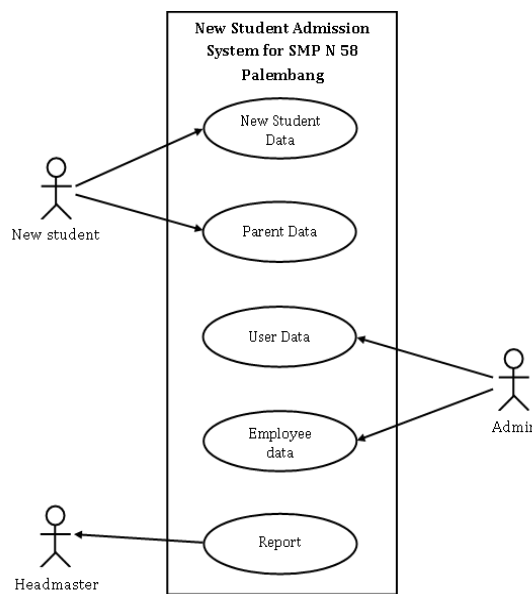 New Student Admission
System for SMP N 58
Palembang
New Student
Data
New student
Parent Data
User Data
Admin
Employee
data
Report
Headmaster